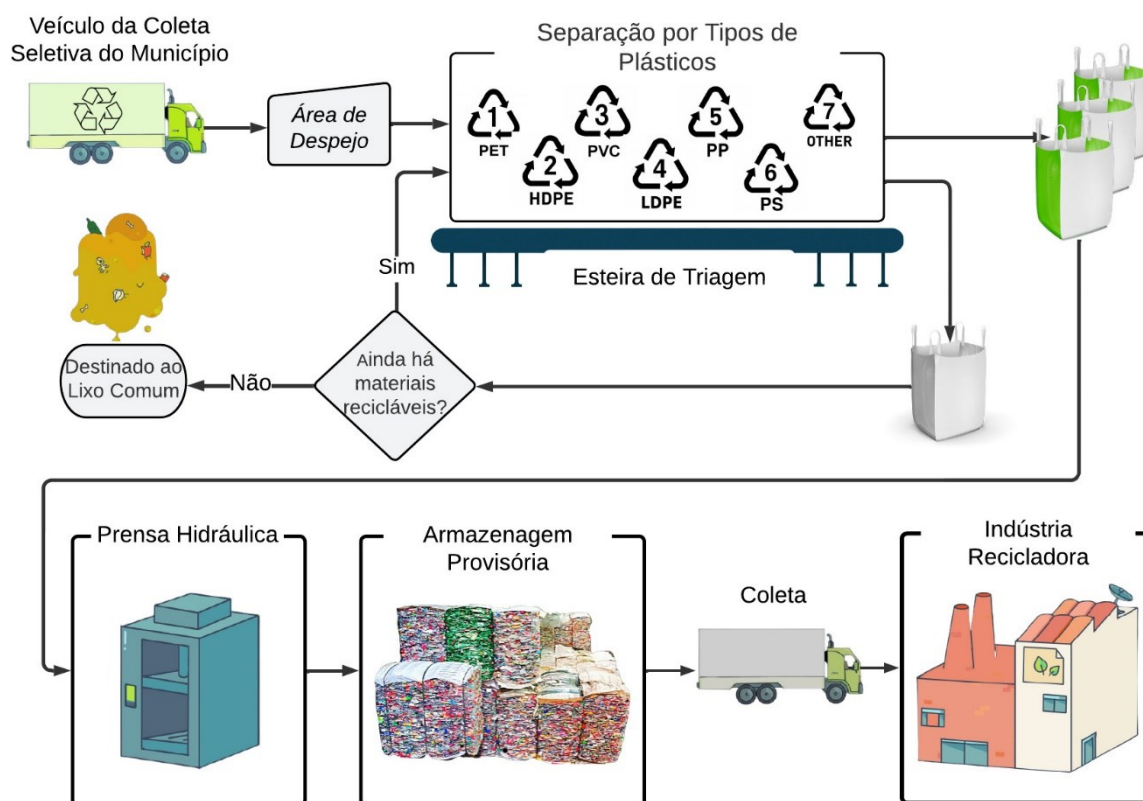 Veículo da Coleta
Seletiva do Município
Área de
Despejo
Separação por Tipos de
Plásticos
1
PET
2
HDPE
3
PVC
4
LDPE
5
PP
6
PS
7
OTHER
Esteira de Triagem
Sim
Ainda há
materiais
recicláveis?
Não
Destinado ao
Lixo Comum
Prensa Hidráulica
Armazenagem
Provisória
Coleta
Indústria
Recicladora